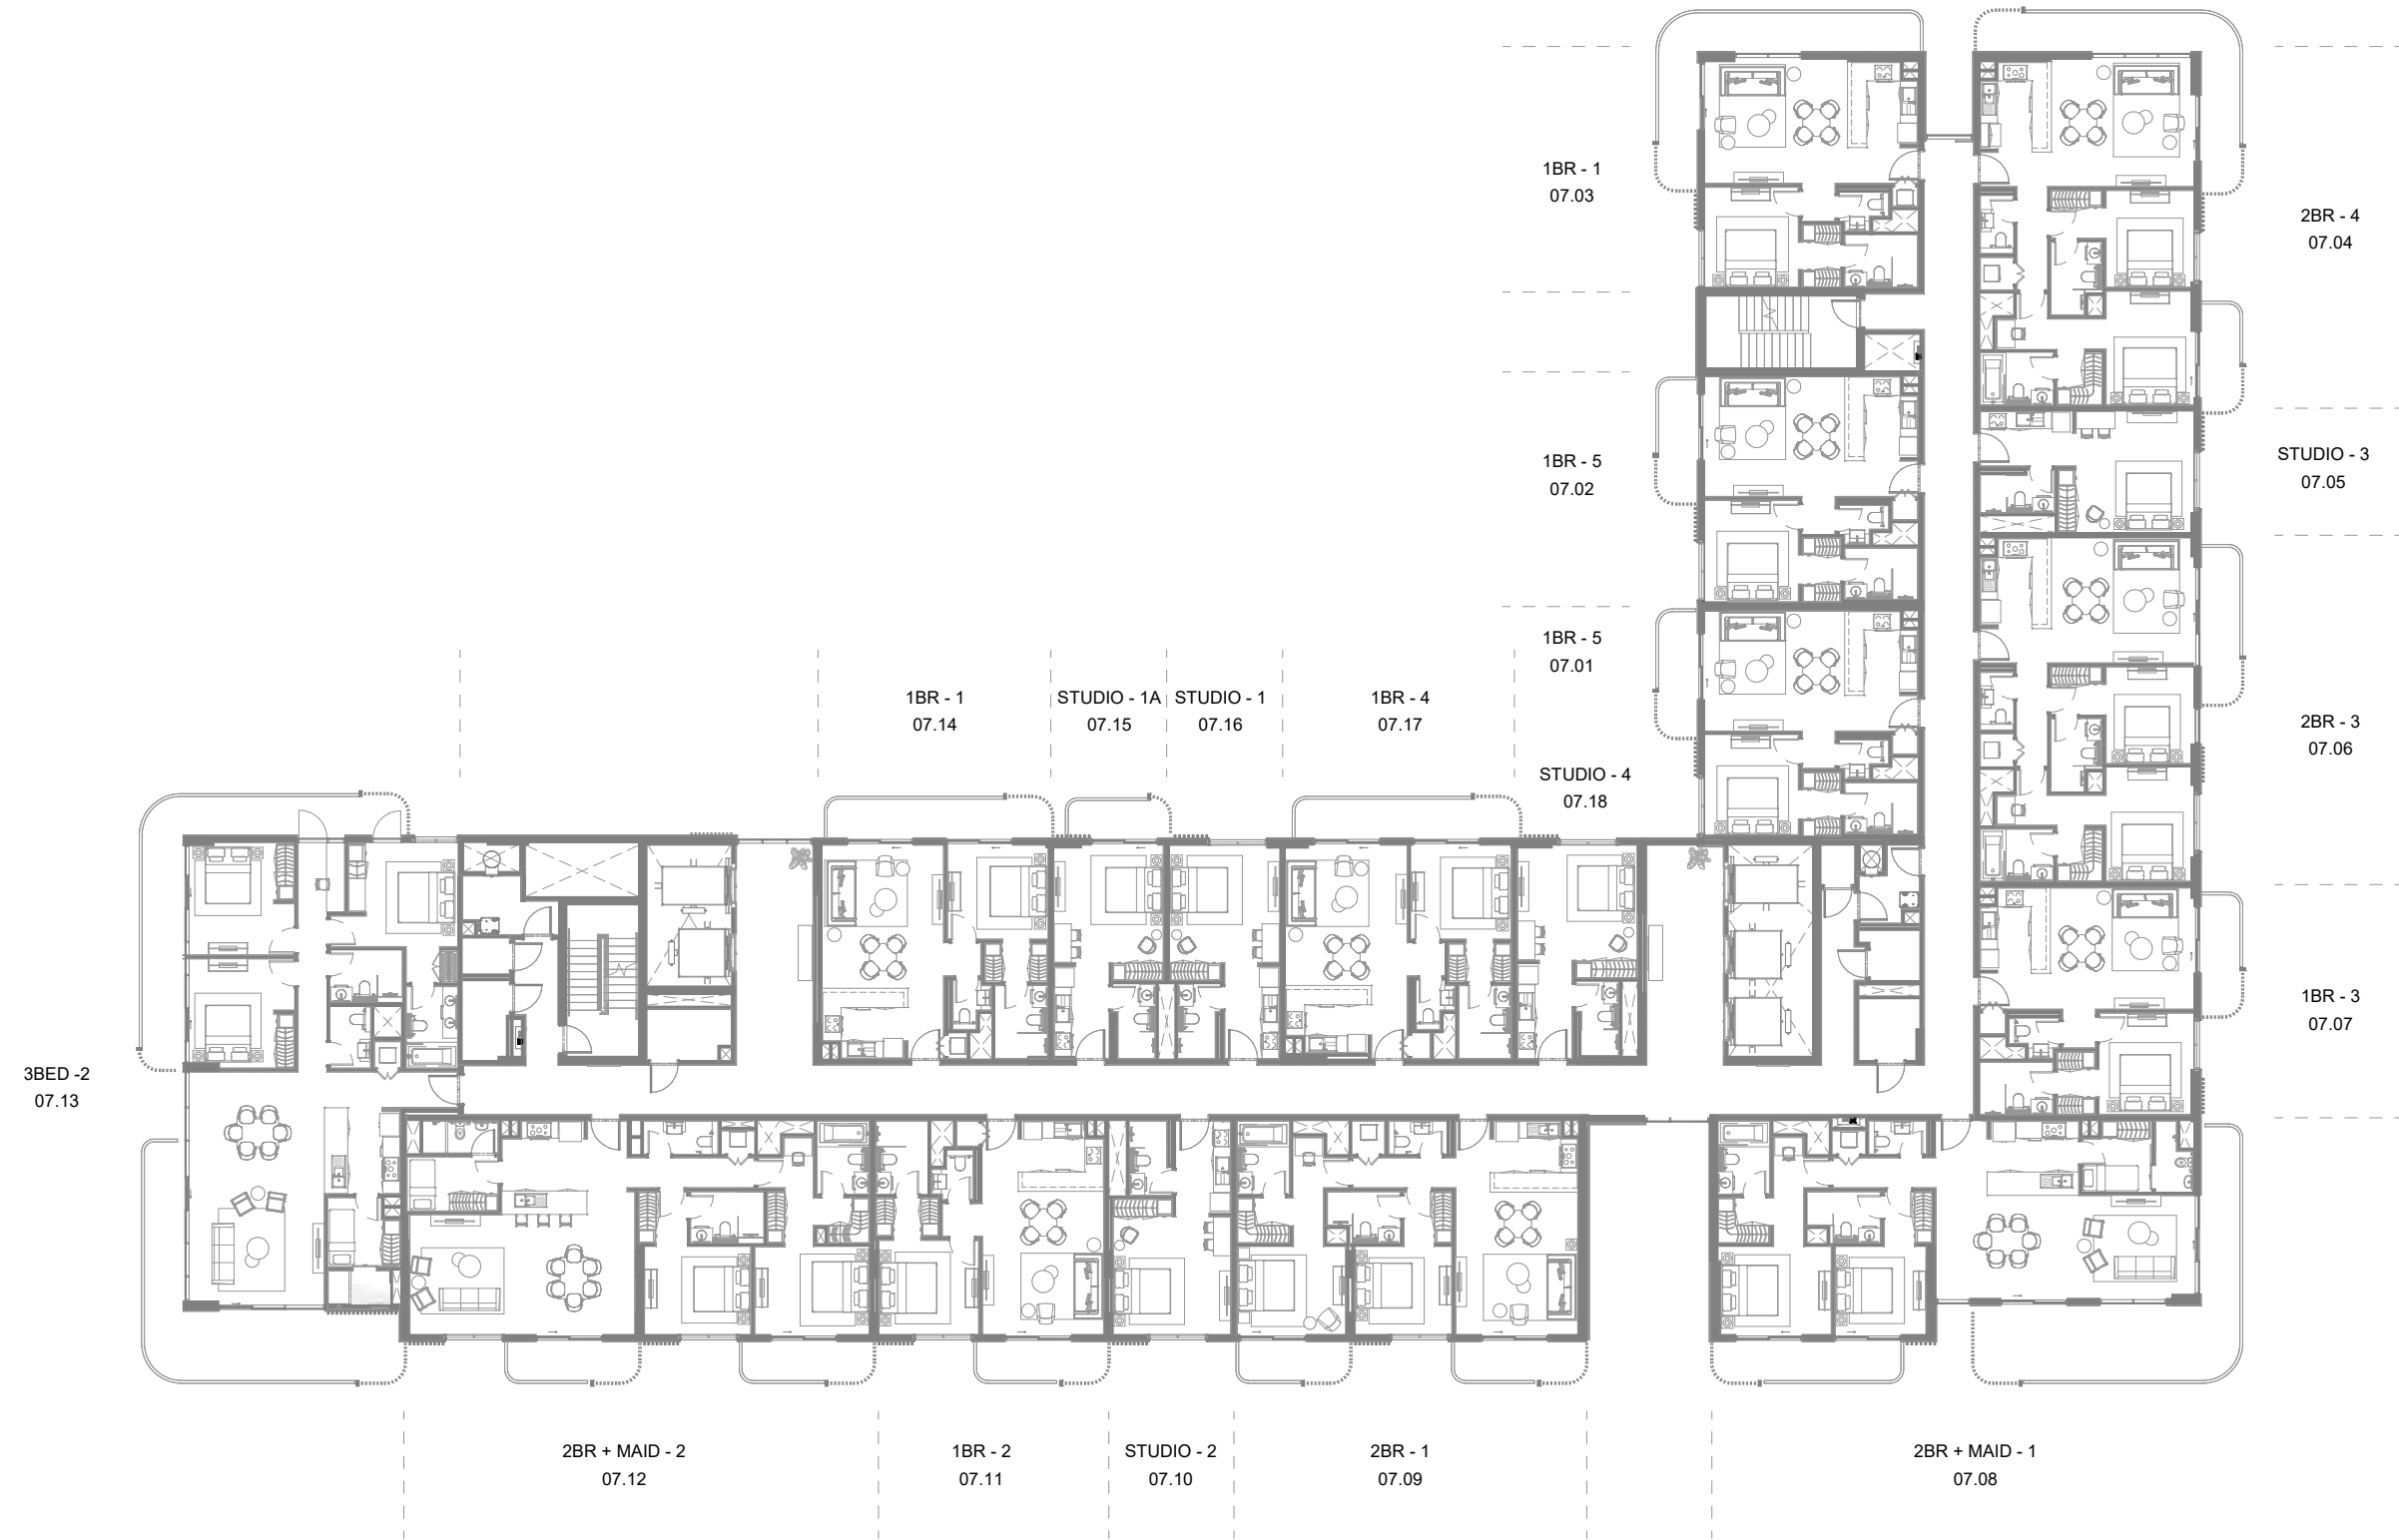 1BR - 1
07.03
2BR - 4
07.04
1BR - 5
07.02
STUDIO - 3
07.05
1BR - 5
07.01
2BR - 3
07.06
1BR - 1
07.14
STUDIO - 1A
07.15
STUDIO - 1
07.16
1BR - 4
07.17
STUDIO - 4
07.18
1BR - 3
07.07
3BED -2
07.13
2BR + MAID - 2
07.12
1BR - 2
07.11
STUDIO - 2
07.10
2BR - 1
07.09
2BR + MAID - 1
07.08